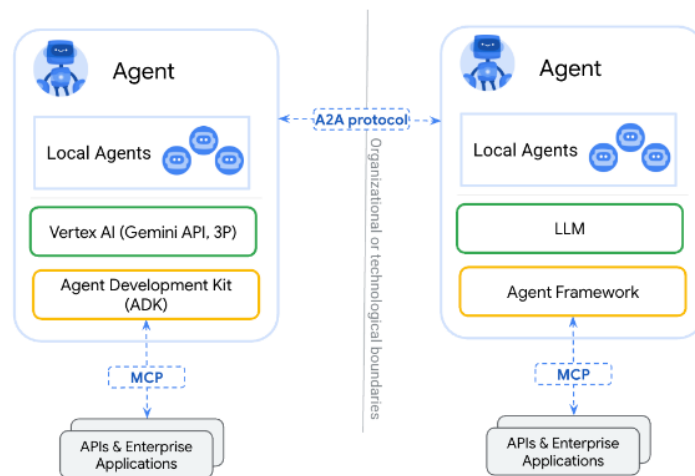 Agent
Local Agents
Vertex AI (Gemini API, 3P)
Agent Development Kit
(ADK)
MCP
APIs & Enterprise
Applications
A2A protocol
Organizational or technological boundaries
Agent
Local Agents
LLM
Agent Framework
MCP
APIs & Enterprise
Applications